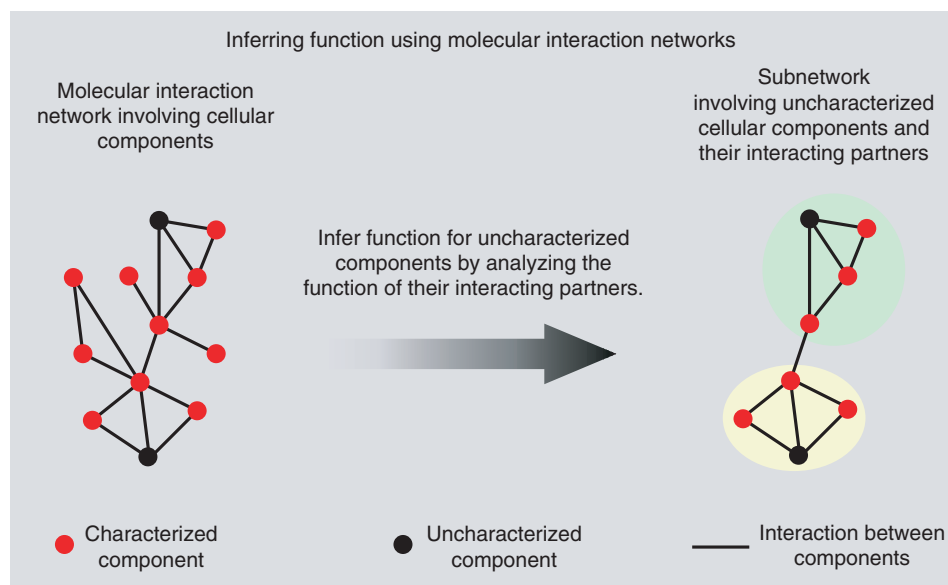 Inferring function using molecular interaction networks
Molecular interaction
network involving cellular
components
Subnetwork
involving uncharacterized
cellular components and
their interacting partners
Infer function for uncharacterized
components by analyzing the
function of their interacting partners.
Characterized
component
Uncharacterized
component
Interaction between
components